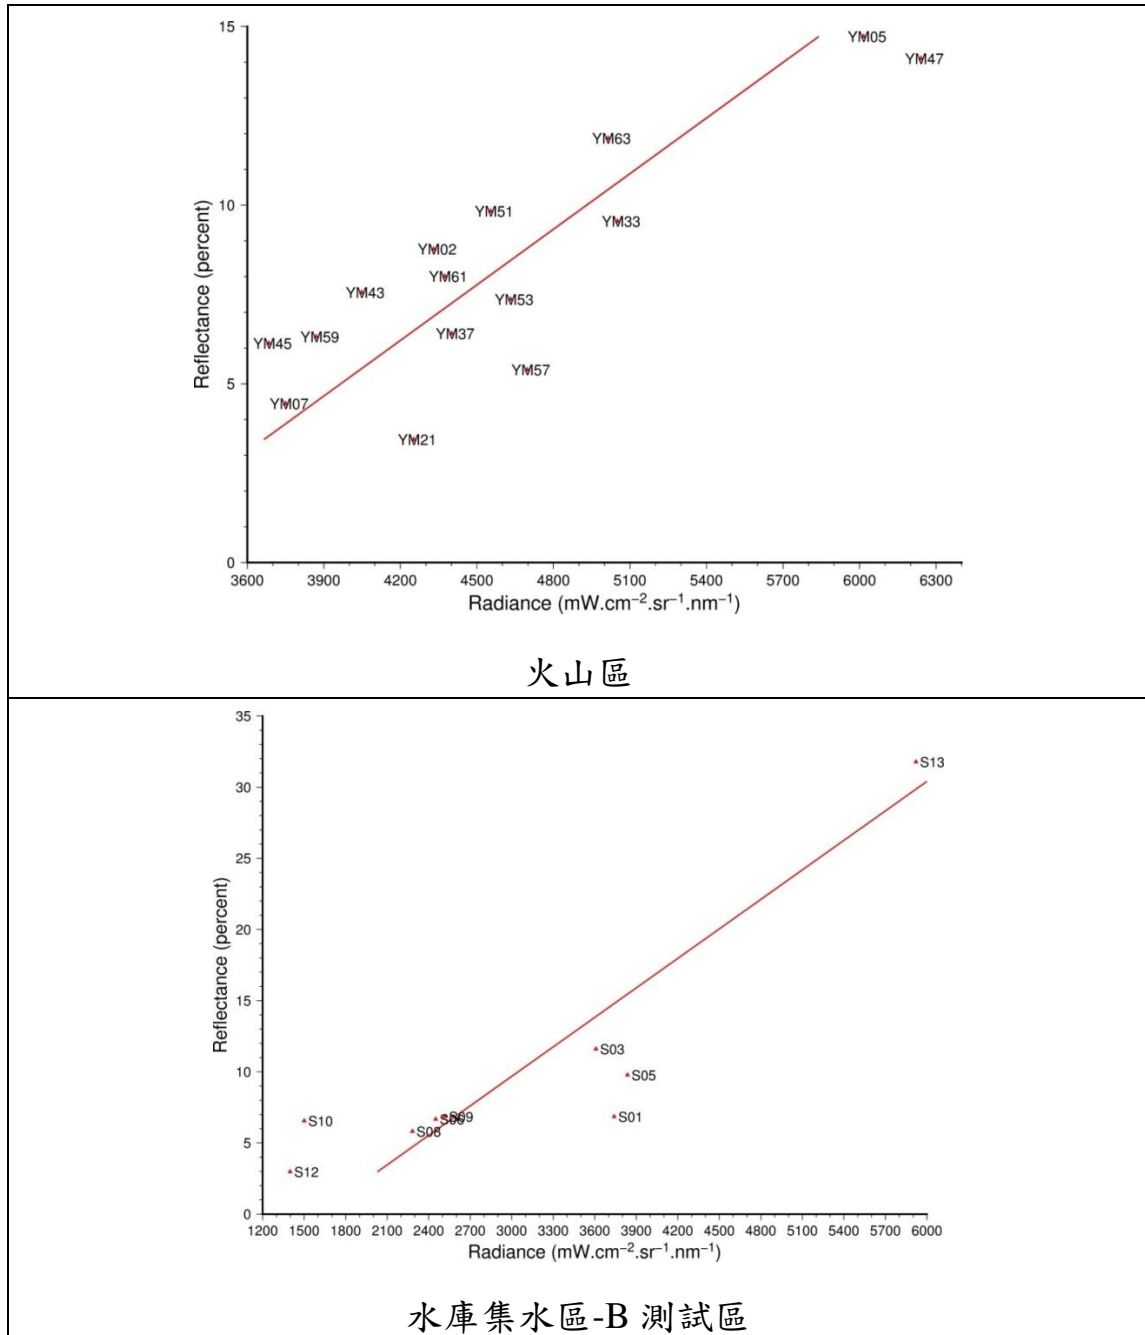 15
YM05
YM47
YM63
10
YM51
YM33
YM02
YM61
YM43
YM53
YM37
YM59
YM45
YM57
5
YM07
YM21
0
Reflectance (percent)
3600 3900 4200 4500 4800 5100 5400 5700 6000 6300
Radiance (mW.cm⁻².sr⁻¹.nm⁻¹)
火山區
35
S13
30
25
20
15
S03
10
S05
S10
S09
S01
S08
5
S12
0
Reflectance (percent)
1200 1500 1800 2100 2400 2700 3000 3300 3600 3900 4200 4500 4800 5100 5400 5700 6000
Radiance (mW.cm⁻².sr⁻¹.nm⁻¹)
水庫集水區-B 測試區